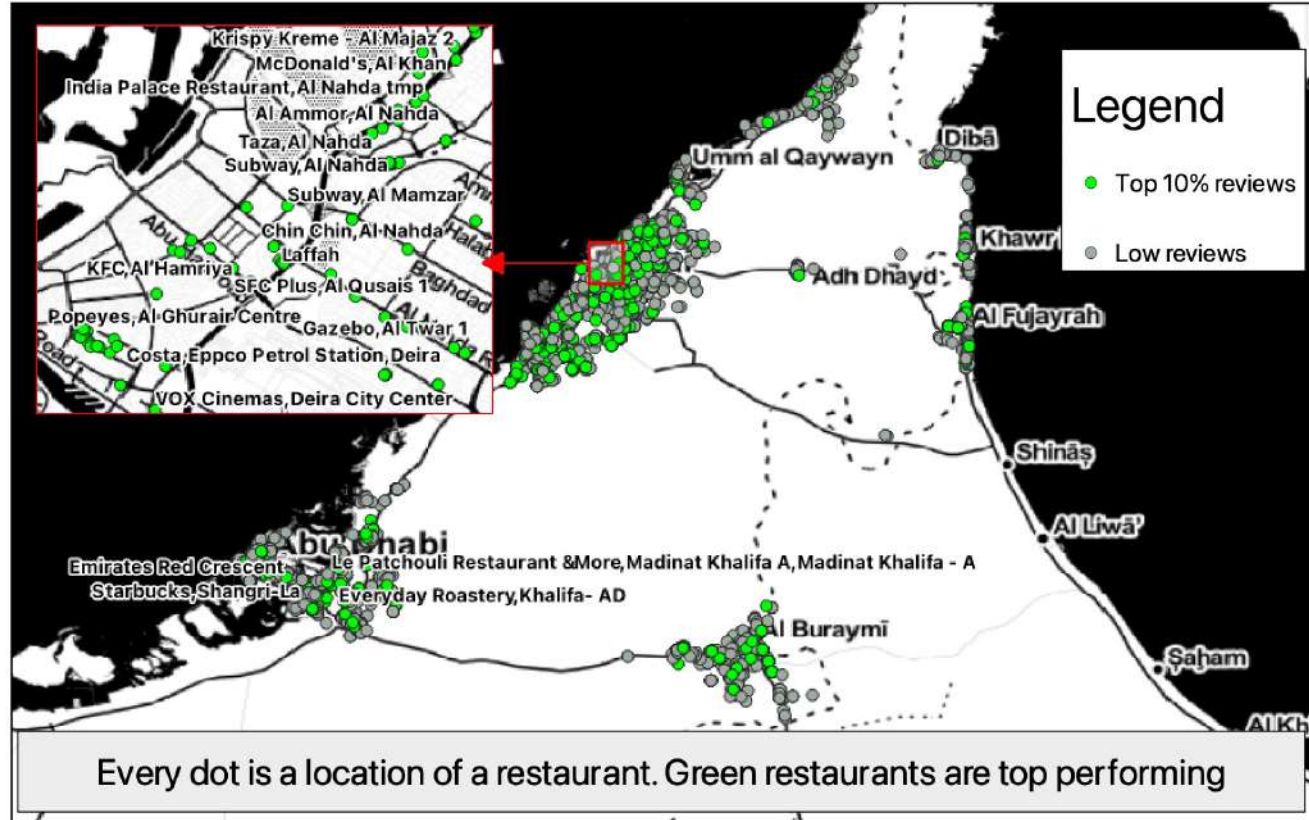 Krispy Kreme - Al Majaz 2
McDonald's,Al Khan
India Palace Restaurant,Al Nahda tmp
Al Ammor,Al Nahda
Taza,Al Nahda
Subway,Al Nahda
Subway,Al Mamzar
Chin Chin,Al Nahda
Laffah
KFC,Al Hamriya
SFC Plus,Al Qusais 1
Baghdad
Popeyes,Al Ghurair Centre
Gazebo,Al Twar 1
Road
Costa,Eppco Petrol Station,Deira
VOX Cinemas,Deira City Center
Legend
Top 10% reviews
Low reviews
Dibā
Umm al Qaywayn
Khawr
Adh Dhayd
Al Fujayrah
Shināş
Al Liwā'
Abu Dhabi
Emirates Red Crescent
Le Patchouli Restaurant &More,Madinat Khalifa A,Madinat Khalifa - A
Starbucks,Shangri-La
Everyday Roastery,Khalifa- AD
Al Buraymī
Şaḩam
Al Kh
Every dot is a location of a restaurant. Green restaurants are top performing